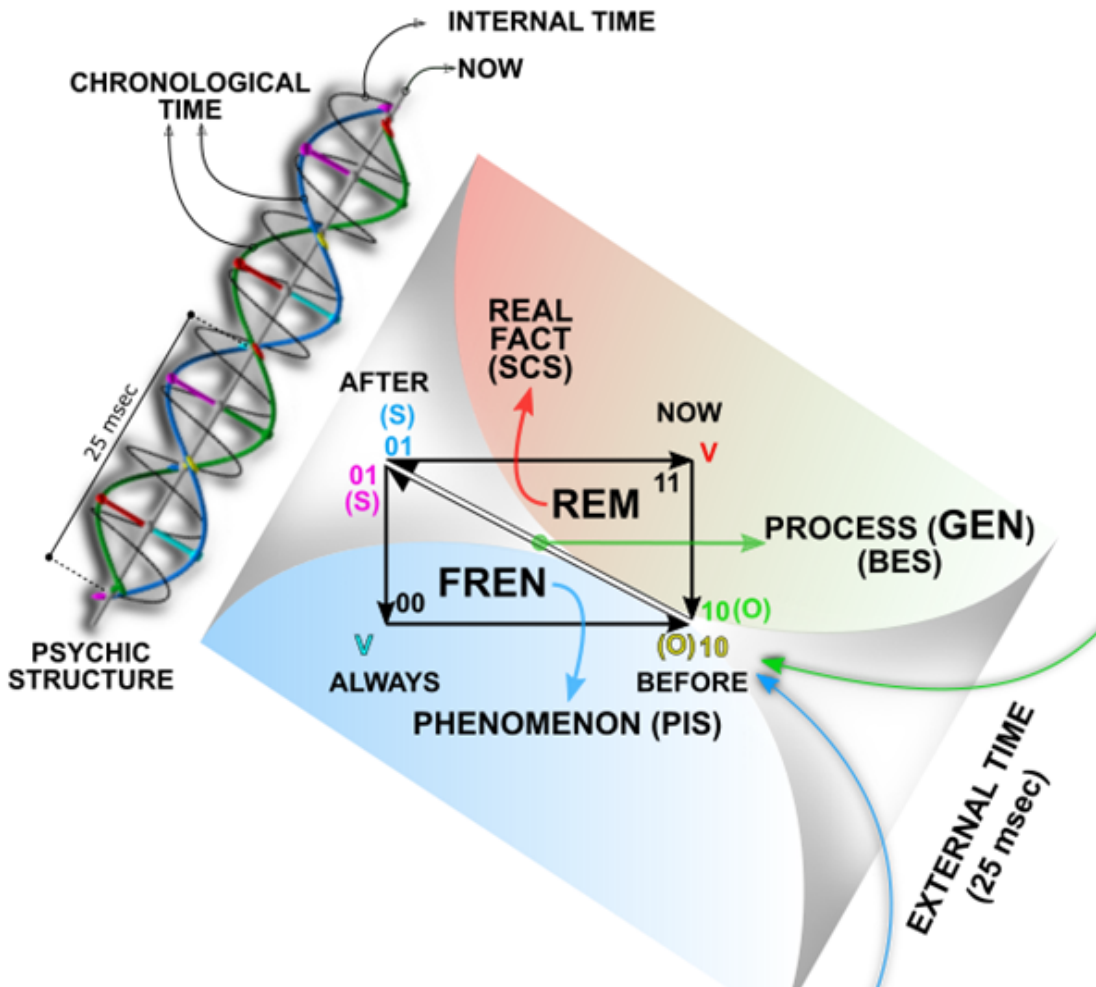 INTERNAL TIME
NOW
CHRONOLOGICAL
TIME
25 msec
PSYCHIC
STRUCTURE
REAL
FACT
(SCS)
AFTER
(S)
01
NOW
V
01
(S)
11
REM
PROCESS (GEN)
(BES)
FREN
00
10 (O)
V
(O) 10
ALWAYS
BEFORE
PHENOMENON (PIS)
EXTERNAL TIME
(25 msec)